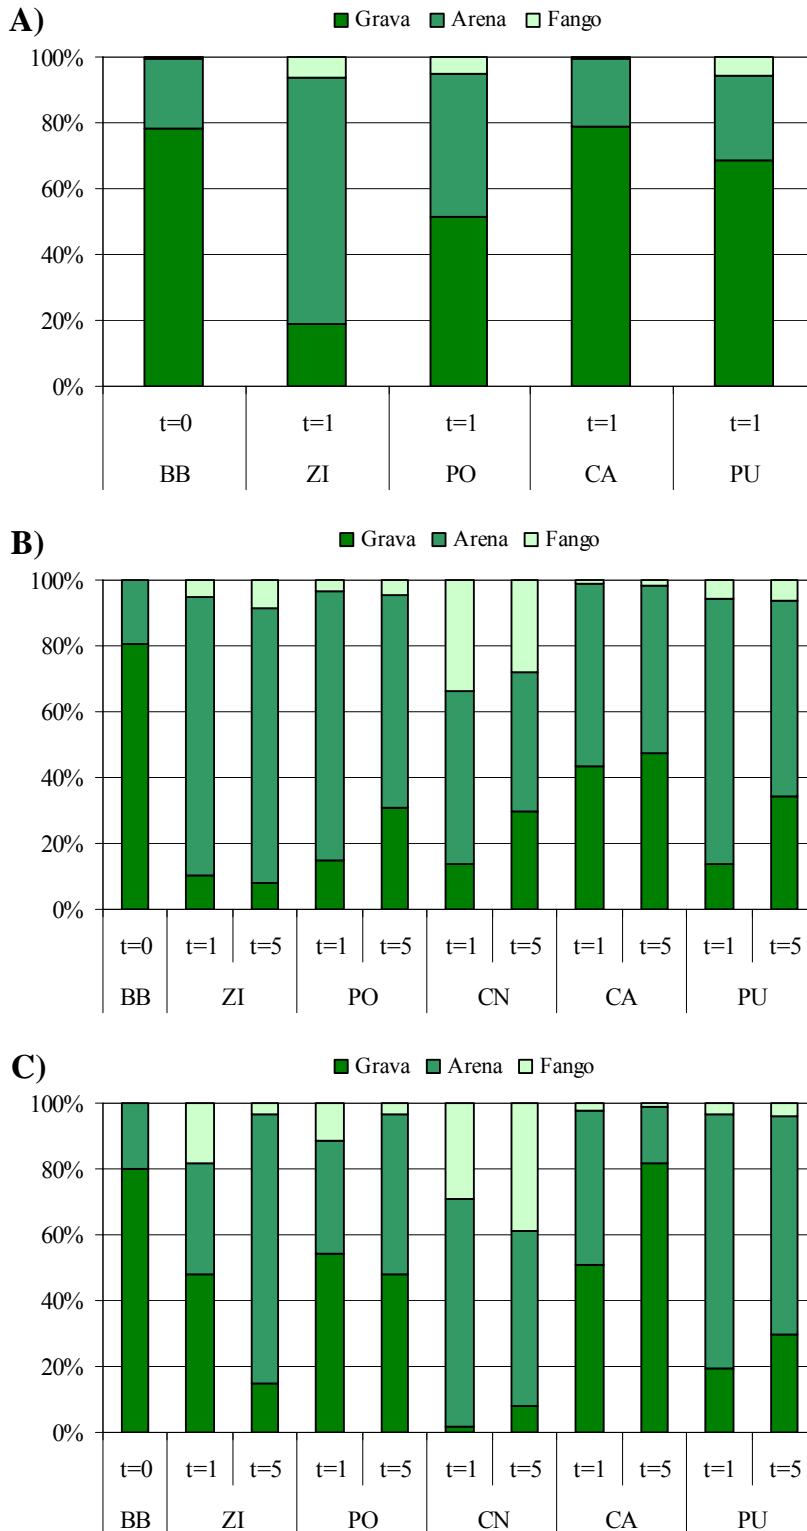 A)
Grava Arena Fango
100%
80%
60%
40%
20%
0%
t=0 t=1 t=1 t=1 t=1
BB ZI PO CA PU
B)
Grava Arena Fango
100%
80%
60%
40%
20%
0%
t=0 t=1 t=5 t=1 t=5 t=1 t=5 t=1 t=5 t=1 t=5
BB ZI PO CN CA PU
C)
Grava Arena Fango
100%
80%
60%
40%
20%
0%
t=0 t=1 t=5 t=1 t=5 t=1 t=5 t=1 t=5 t=1 t=5
BB ZI PO CN CA PU